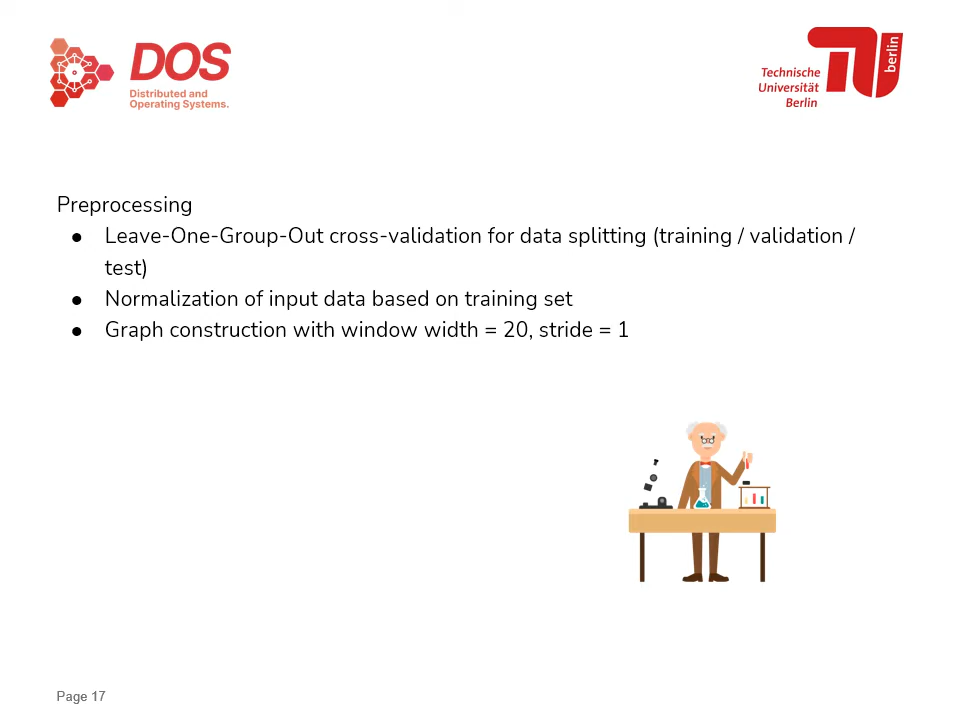 DOS
Distributed and
Operating Systems.
Technische
Universität
Berlin
berlin
Preprocessing
● Leave-One-Group-Out cross-validation for data splitting (training / validation /
test)
● Normalization of input data based on training set
● Graph construction with window width = 20, stride = 1
Page 17